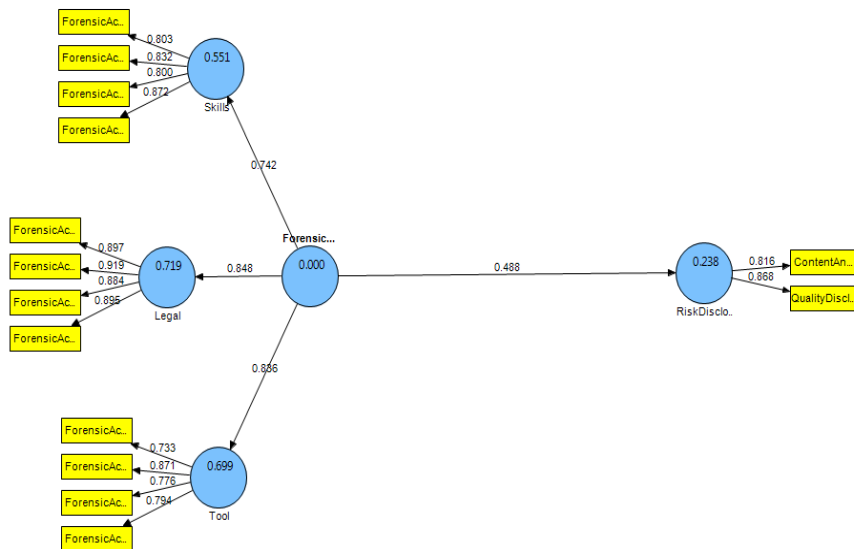 ForensicAc..
ForensicAc..
ForensicAc..
ForensicAc..
0.803
0.832
0.800
0.872
0.551
Skills
0.742
ForensicAc..
ForensicAc..
ForensicAc..
ForensicAc..
0.897
0.919
0.884
0.895
0.719
Legal
0.848
Forensic...
0.000
0.488
0.238
RiskDisclo..
0.816
0.868
ContentAn..
QualityDiscl..
0.836
ForensicAc..
ForensicAc..
ForensicAc..
ForensicAc..
0.733
0.871
0.776
0.794
0.699
Tool